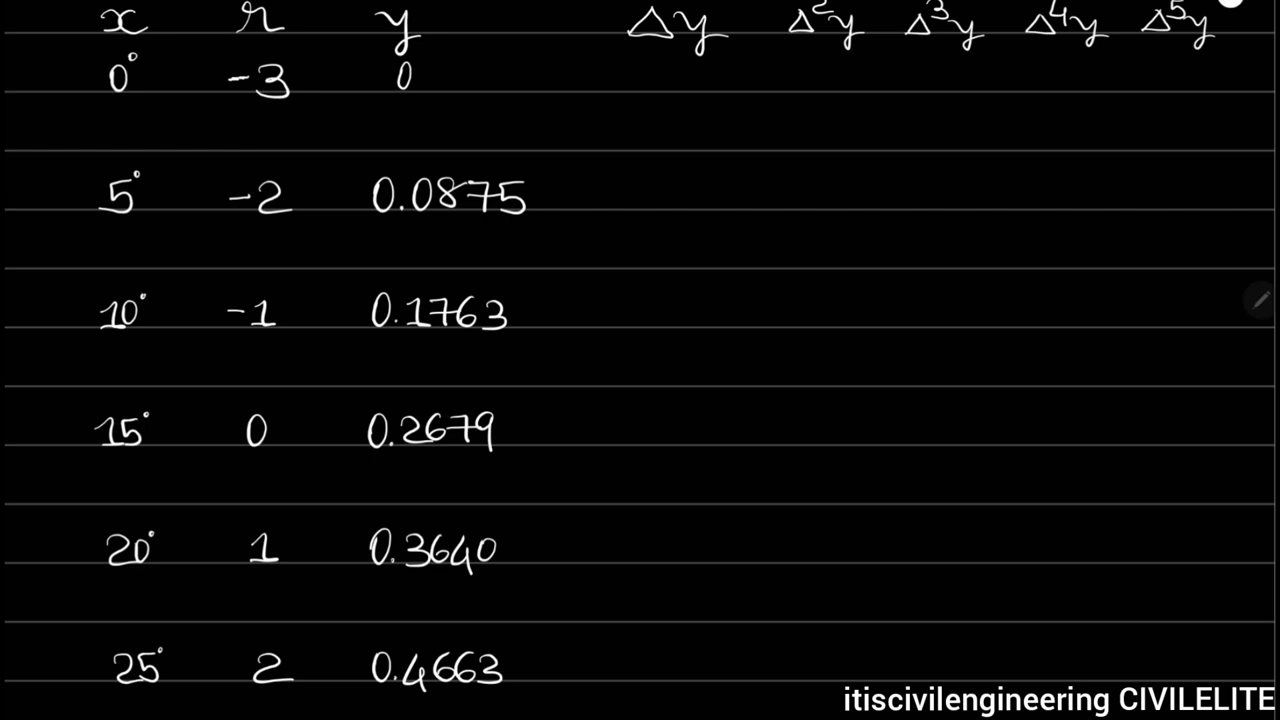 x r y Δy Δ²y Δ³y Δ⁴y Δ⁵y
0° -3 0
5° -2 0.0875
10° -1 0.1763
15° 0 0.2679
20° 1 0.3640
25° 2 0.4663
itiscivilengineering CIVILELITE